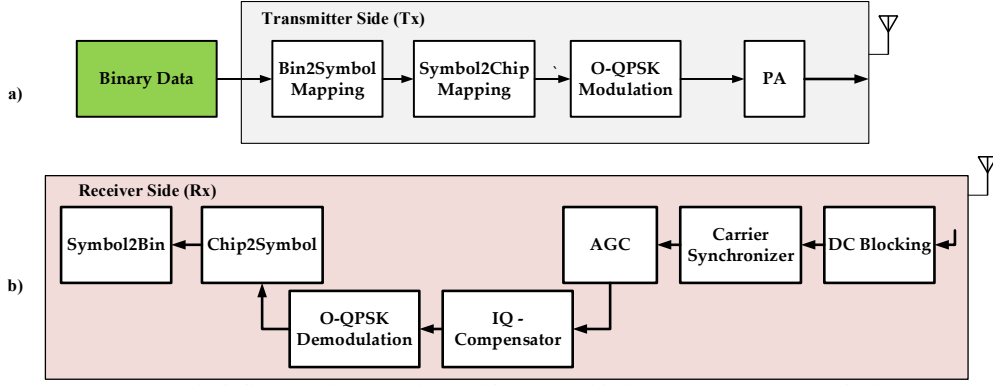 Transmitter Side (Tx)
a)
Binary Data
Bin2Symbol
Mapping
Symbol2Chip
Mapping
O-QPSK
Modulation
PA
Receiver Side (Rx)
b)
Symbol2Bin
Chip2Symbol
AGC
Carrier
Synchronizer
DC Blocking
O-QPSK
Demodulation
IQ -
Compensator